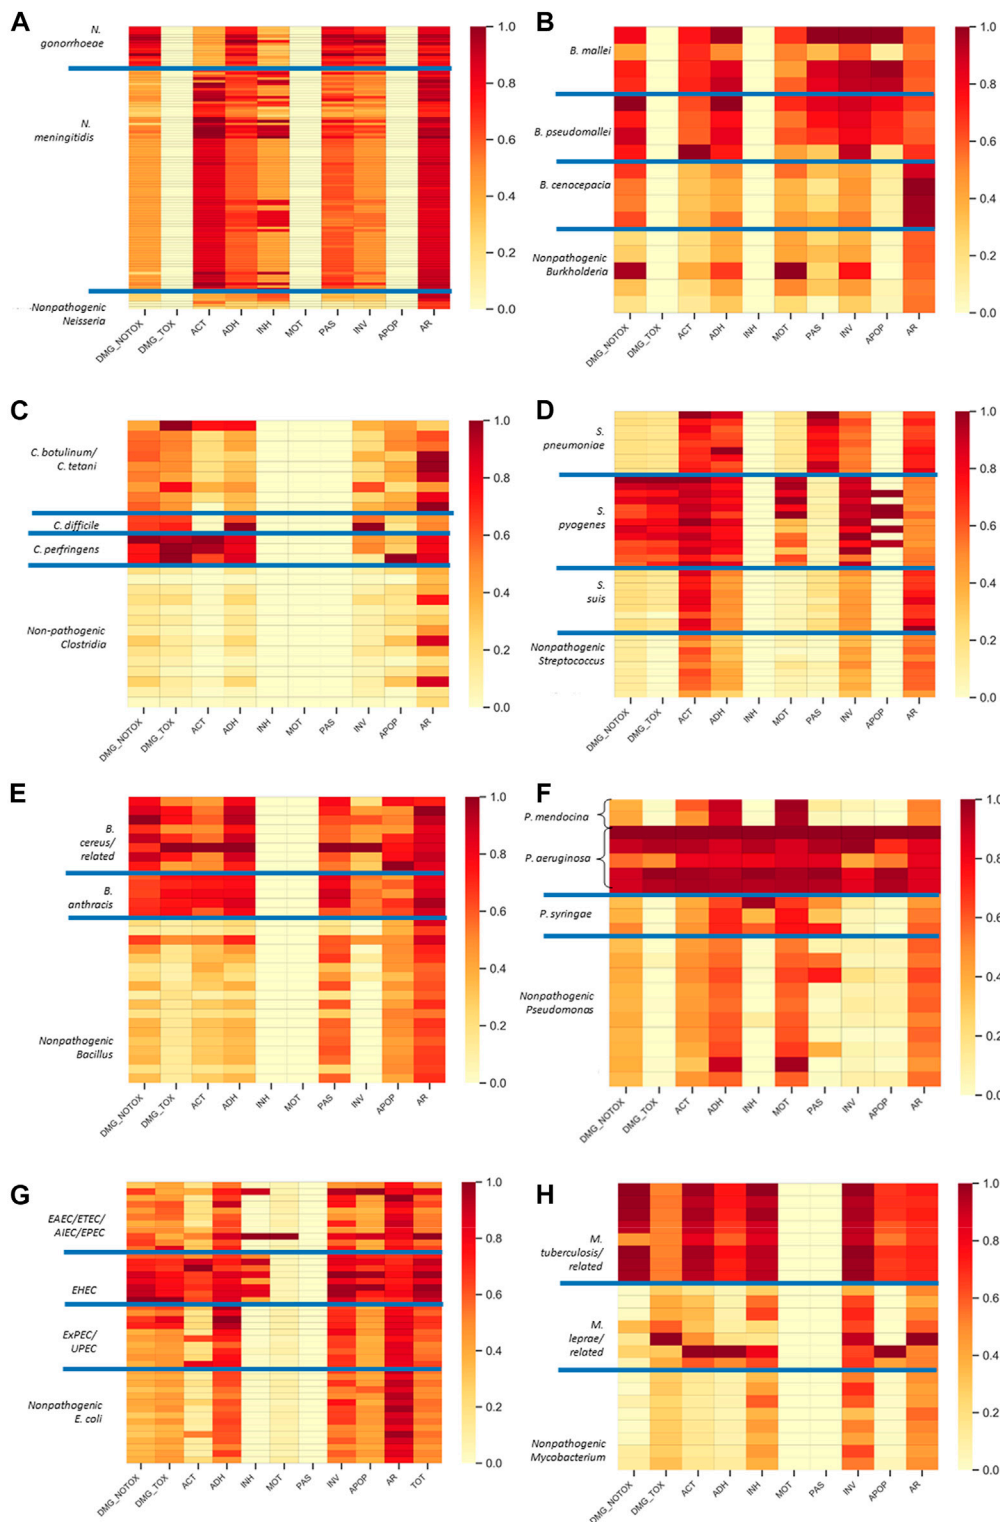 A
N.
gonorrhoeae
N.
meningitidis
Nonpathogenic
Neisseria
DMG_NOTOX
DMG_TOX
ACT
ADH
INH
MOT
PAS
INV
APOP
AR
1.0
0.8
0.6
0.4
0.2
0.0
B
B. mallei
B. pseudomallei
B. cenocepacia
Nonpathogenic
Burkholderia
DMG_NOTOX
DMG_TOX
ACT
ADH
INH
MOT
PAS
INV
APOP
AR
1.0
0.8
0.6
0.4
0.2
0.0
C
C. botulinum/
C. tetani
C. difficile
C. perfringens
Non-pathogenic
Clostridia
DMG_NOTOX
DMG_TOX
ACT
ADH
INH
MOT
PAS
INV
APOP
AR
1.0
0.8
0.6
0.4
0.2
0.0
D
S.
pneumoniae
S.
pyogenes
S.
suis
Nonpathogenic
Streptococcus
DMG_NOTOX
DMG_TOX
ACT
ADH
INH
MOT
PAS
INV
APOP
AR
1.0
0.8
0.6
0.4
0.2
0.0
E
B.
cereus/
related
B.
anthracis
Nonpathogenic
Bacillus
DMG_NOTOX
DMG_TOX
ACT
ADH
INH
MOT
PAS
INV
APOP
AR
1.0
0.8
0.6
0.4
0.2
0.0
F
P. mendocina
P. aeruginosa
P. syringae
Nonpathogenic
Pseudomonas
DMG_NOTOX
DMG_TOX
ACT
ADH
INH
MOT
PAS
INV
APOP
AR
1.0
0.8
0.6
0.4
0.2
0.0
G
EAEC/ETEC/
AIEC/EPEC
EHEC
ExPEC/
UPEC
Nonpathogenic
E. coli
DMG_NOTOX
DMG_TOX
ACT
ADH
INH
MOT
PAS
INV
APOP
AR
TOT
1.0
0.8
0.6
0.4
0.2
0.0
H
M.
tuberculosis/
related
M.
leprae/
related
Nonpathogenic
Mycobacterium
DMG_NOTOX
DMG_TOX
ACT
ADH
INH
MOT
PAS
INV
APOP
AR
1.0
0.8
0.6
0.4
0.2
0.0